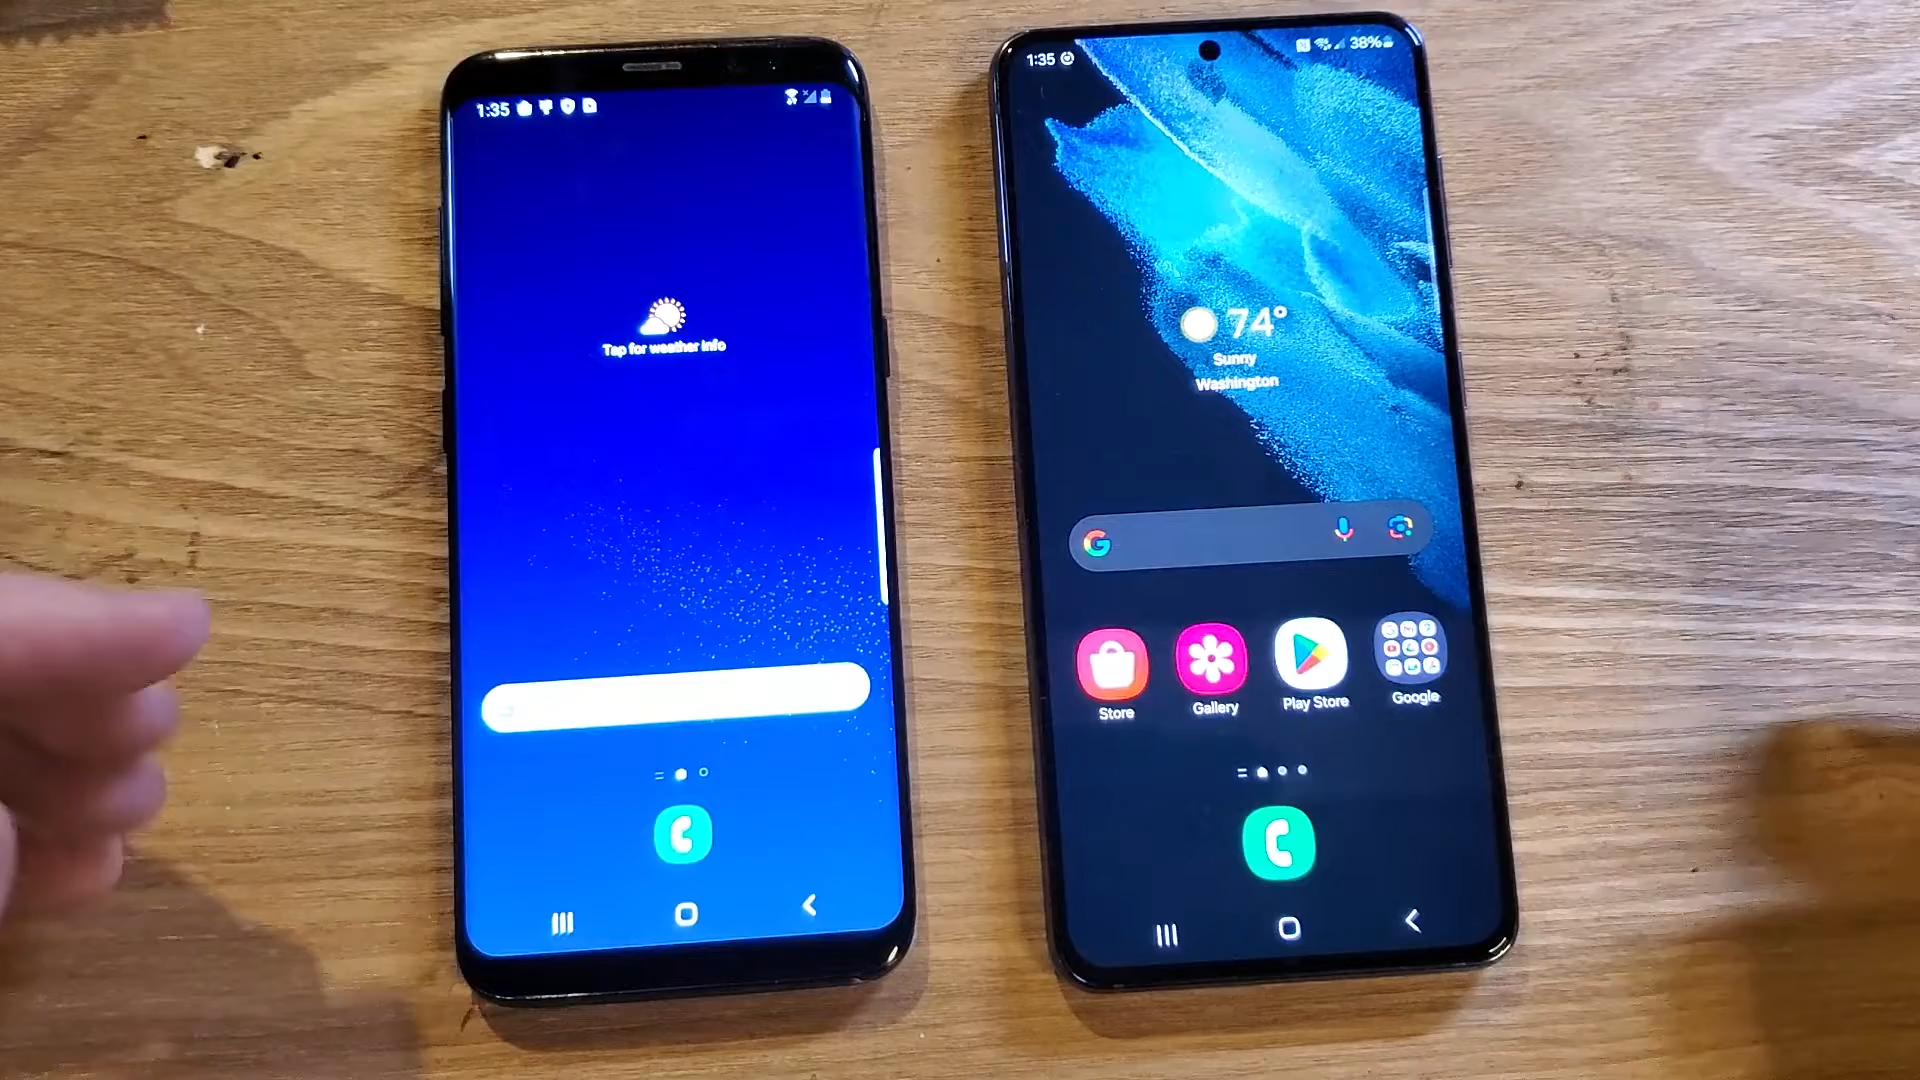 1:35
Tap for weather info
1:35
38%
74°
Sunny
Washington
Store
Gallery
Play Store
Google